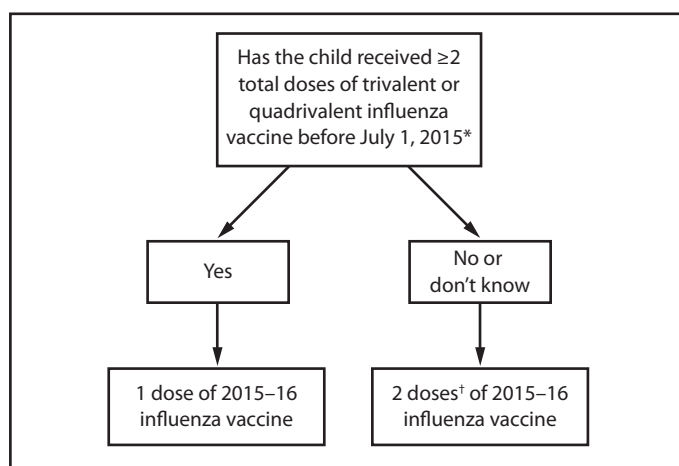 Has the child received ≥2
total doses of trivalent or
quadrivalent influenza
vaccine before July 1, 2015*
Yes
No or
don't know
1 dose of 2015–16
influenza vaccine
2 doses† of 2015–16
influenza vaccine